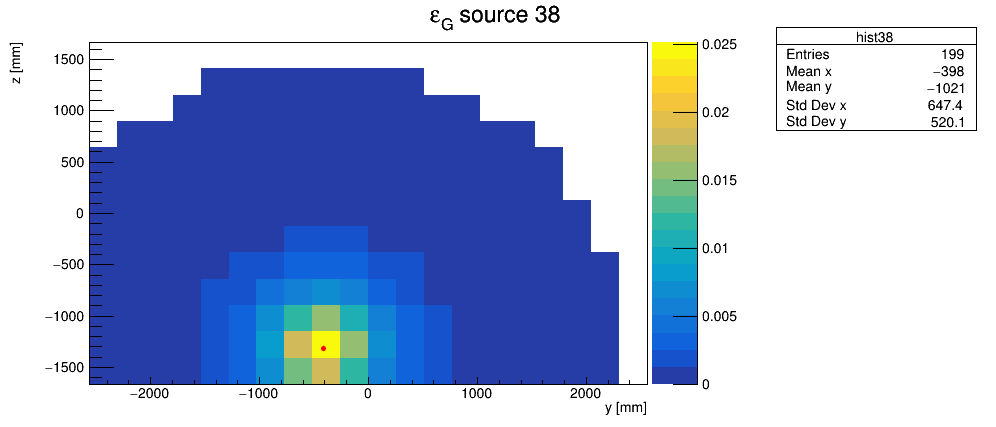 ε_G source 38
z [mm]
1500
1000
500
0
−500
−1000
−1500
−2000 −1000 0 1000 2000
y [mm]
0.025
0.02
0.015
0.01
0.005
0
hist38
Entries 199
Mean x −398
Mean y −1021
Std Dev x 647.4
Std Dev y 520.1